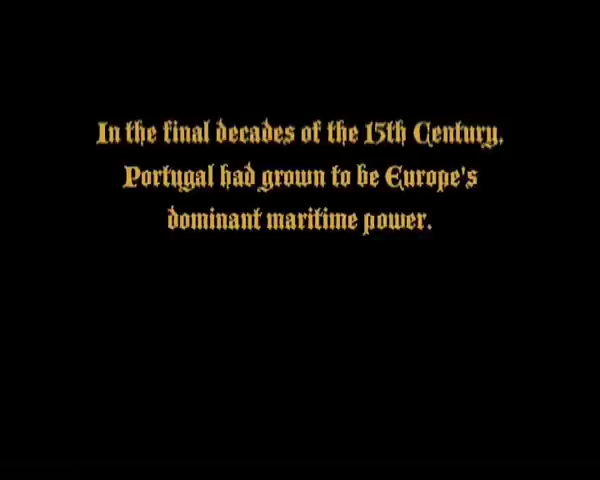 In the final decades of the 15th Century,
Portugal had grown to be Europe's
dominant maritime power.